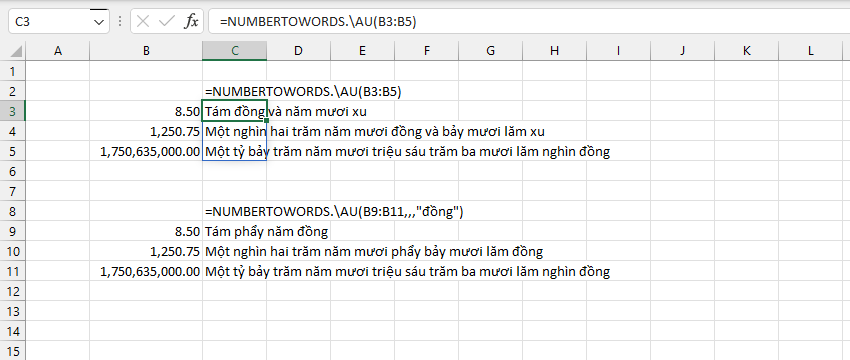 C3 fx =NUMBERTOWORDS.\AU(B3:B5)
A B C D E F G H I J K L
1
2 =NUMBERTOWORDS.\AU(B3:B5)
3 8.50 Tám đồng và năm mươi xu
4 1,250.75 Một nghìn hai trăm năm mươi đồng và bảy mươi lăm xu
5 1,750,635,000.00 Một tỷ bảy trăm năm mươi triệu sáu trăm ba mươi lăm nghìn đồng
6
7
8 =NUMBERTOWORDS.\AU(B9:B11,,,"đồng")
9 8.50 Tám phẩy năm đồng
10 1,250.75 Một nghìn hai trăm năm mươi phẩy bảy mươi lăm đồng
11 1,750,635,000.00 Một tỷ bảy trăm năm mươi triệu sáu trăm ba mươi lăm nghìn đồng
12
13
14
15